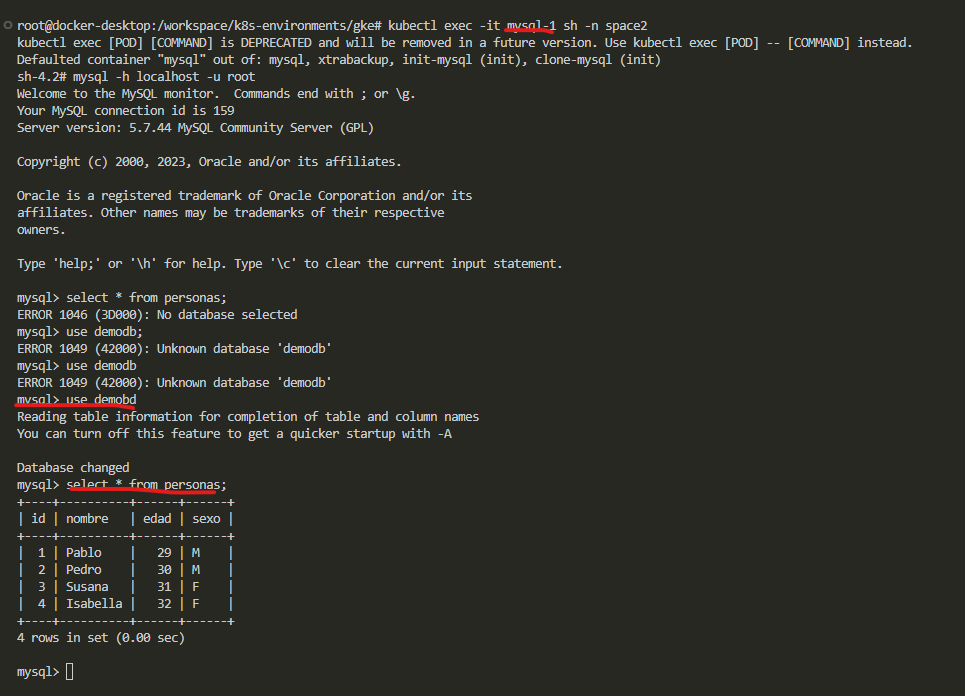 root@docker-desktop:/workspace/k8s-environments/gke# kubectl exec -it mysql-1 sh -n space2
kubectl exec [POD] [COMMAND] is DEPRECATED and will be removed in a future version. Use kubectl exec [POD] -- [COMMAND] instead.
Defaulted container "mysql" out of: mysql, xtrabackup, init-mysql (init), clone-mysql (init)
sh-4.2# mysql -h localhost -u root
Welcome to the MySQL monitor.  Commands end with ; or \g.
Your MySQL connection id is 159
Server version: 5.7.44 MySQL Community Server (GPL)

Copyright (c) 2000, 2023, Oracle and/or its affiliates.

Oracle is a registered trademark of Oracle Corporation and/or its
affiliates. Other names may be trademarks of their respective
owners.

Type 'help;' or '\h' for help. Type '\c' to clear the current input statement.

mysql> select * from personas;
ERROR 1046 (3D000): No database selected
mysql> use demodb;
ERROR 1049 (42000): Unknown database 'demodb'
mysql> use demodb
ERROR 1049 (42000): Unknown database 'demodb'
mysql> use demobd
Reading table information for completion of table and column names
You can turn off this feature to get a quicker startup with -A

Database changed
mysql> select * from personas;
+----+----------+------+------+
| id | nombre   | edad | sexo |
+----+----------+------+------+
|  1 | Pablo    |   29 | M    |
|  2 | Pedro    |   30 | M    |
|  3 | Susana   |   31 | F    |
|  4 | Isabella |   32 | F    |
+----+----------+------+------+
4 rows in set (0.00 sec)

mysql>